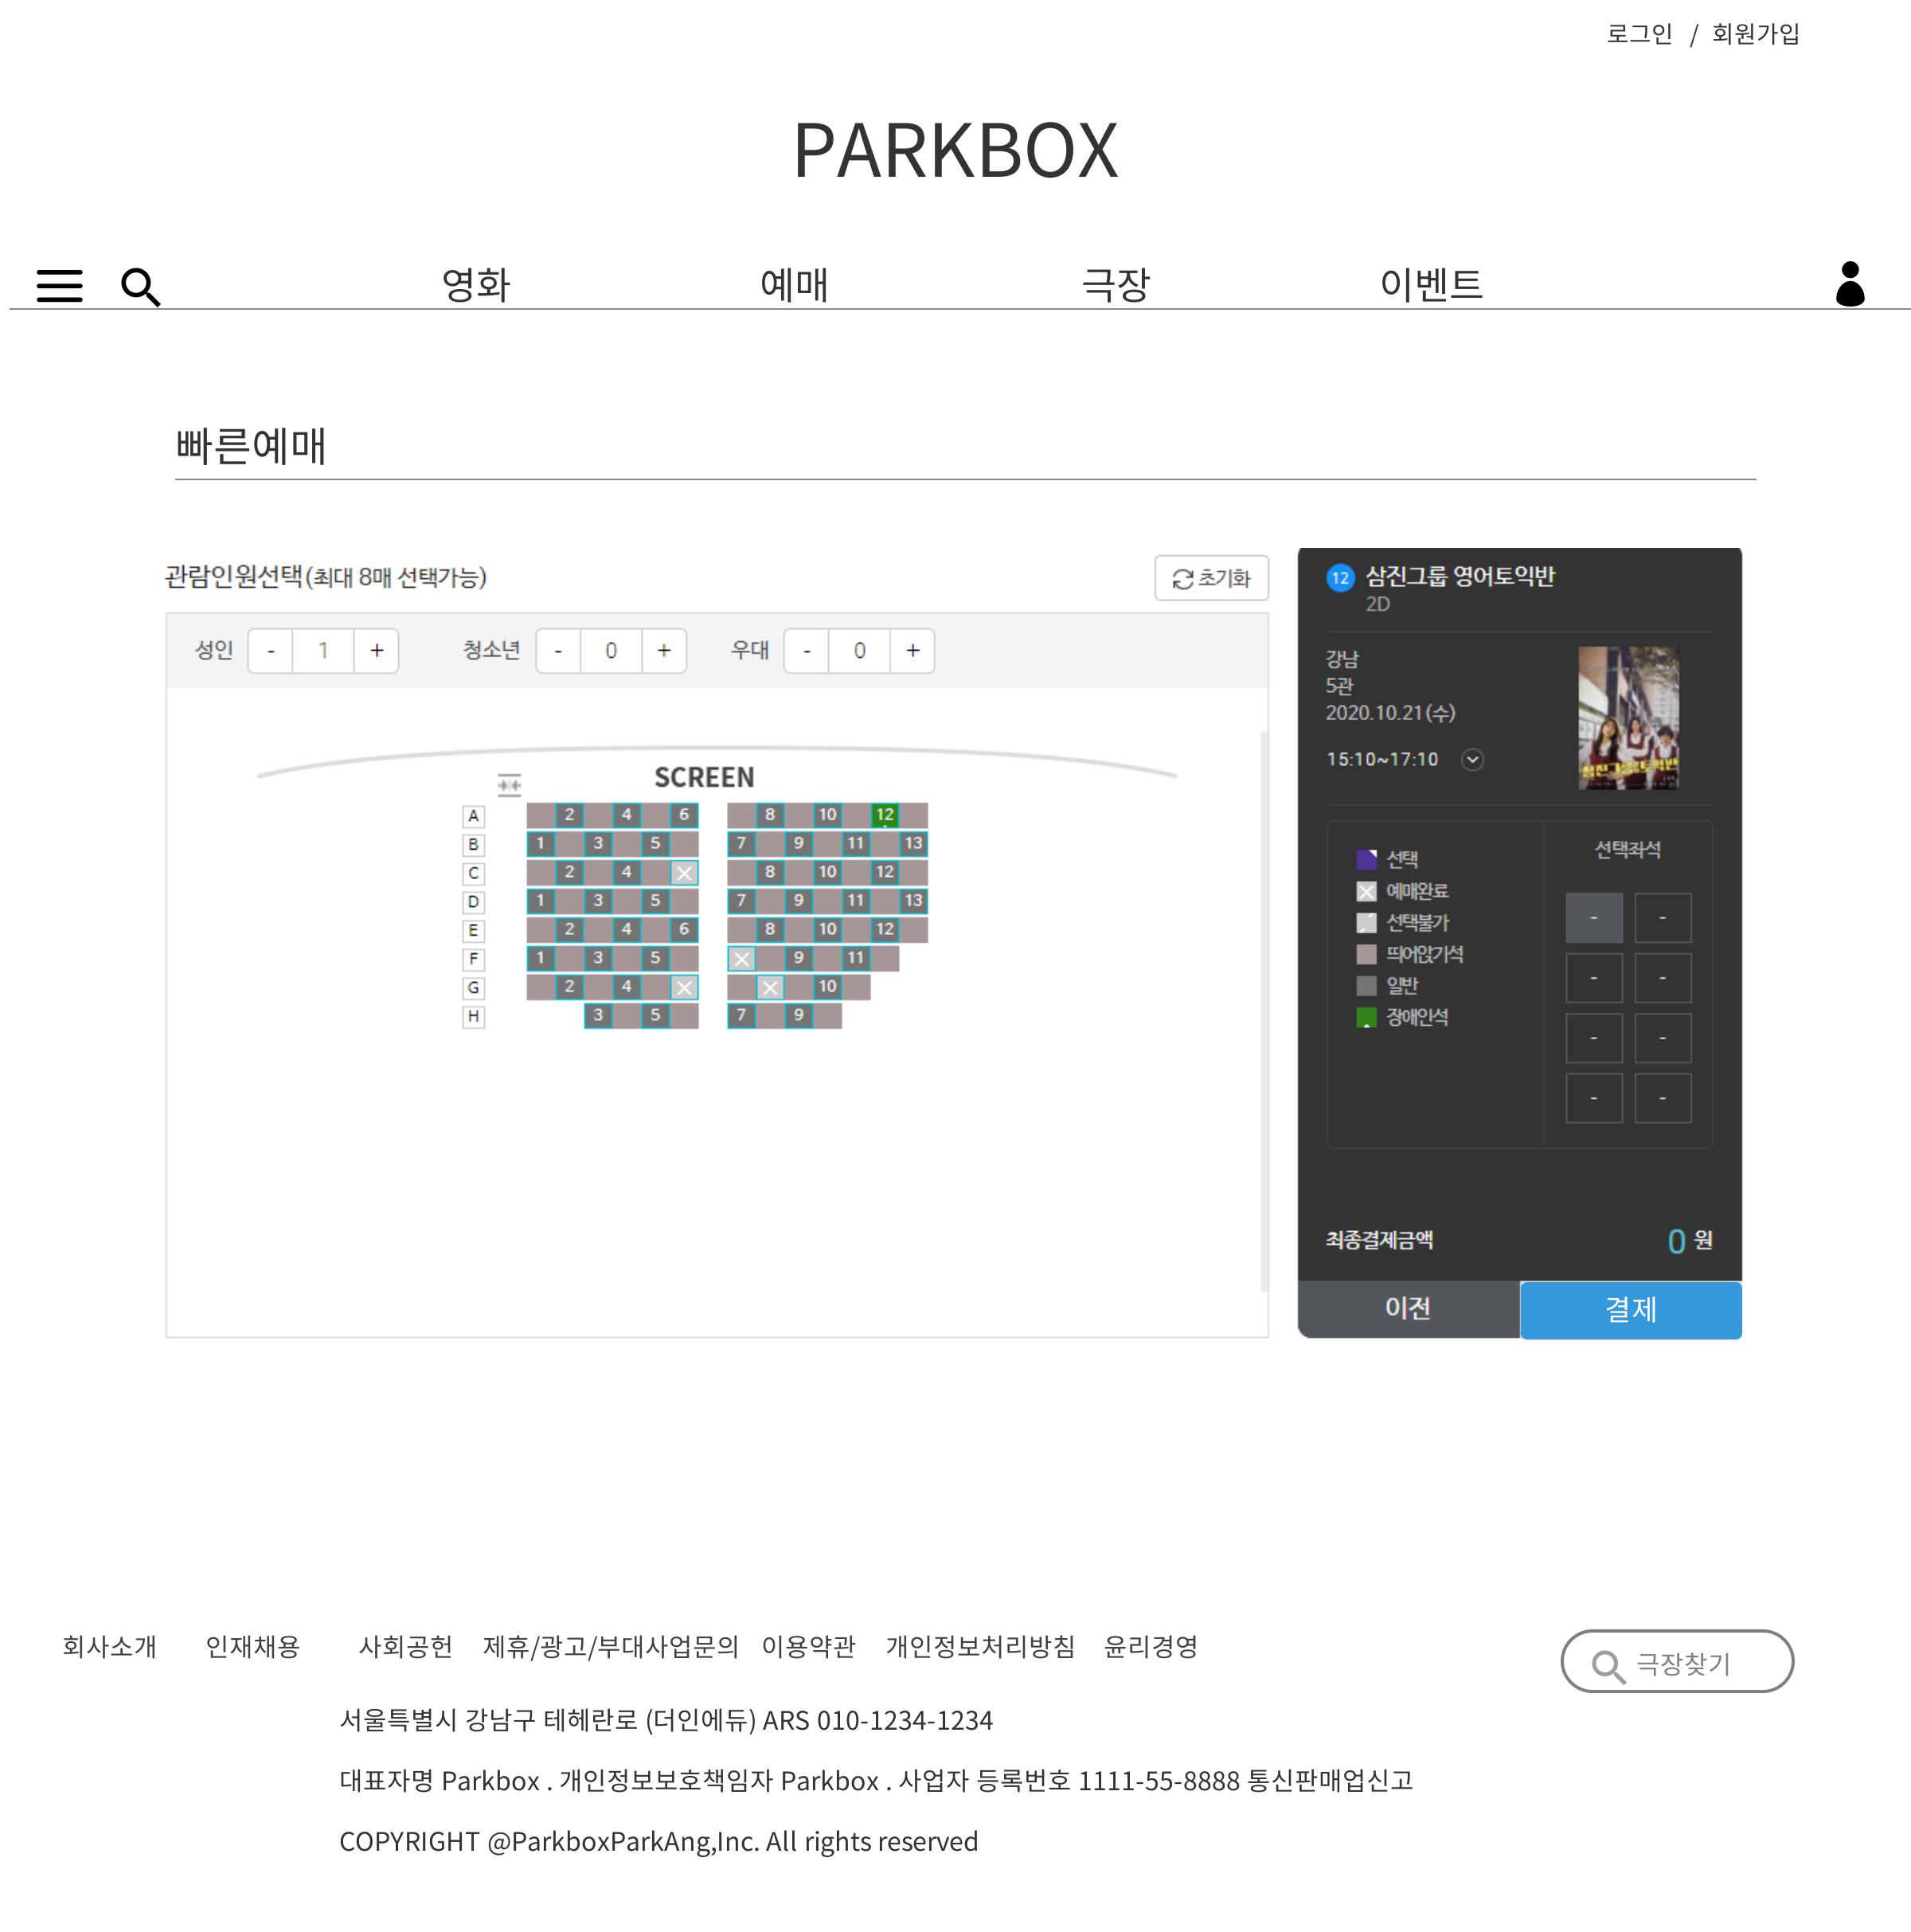 로그인 / 회원가입
PARKBOX
영화 예매 극장 이벤트
빠른예매
관람인원선택(최대 8매 선택가능)
초기화
성인 - 1 + 청소년 - 0 + 우대 - 0 +
SCREEN
A 2 4 6 8 10 12
B 1 3 5 7 9 11 13
C 2 4 8 10 12
D 1 3 5 7 9 11 13
E 2 4 6 8 10 12
F 1 3 5 9 11
G 2 4 10
H 3 5 7 9
12 삼진그룹 영어토익반
2D
강남
5관
2020.10.21(수)
15:10~17:10
선택좌석
선택
예매완료
선택불가
띄어앉기석
일반
장애인석
- -
- -
- -
- -
최종결제금액 0 원
이전 결제
회사소개 인재채용 사회공헌 제휴/광고/부대사업문의 이용약관 개인정보처리방침 윤리경영
극장찾기
서울특별시 강남구 테헤란로 (더인에듀) ARS 010-1234-1234
대표자명 Parkbox . 개인정보보호책임자 Parkbox . 사업자 등록번호 1111-55-8888 통신판매업신고
COPYRIGHT @ParkboxParkAng,Inc. All rights reserved